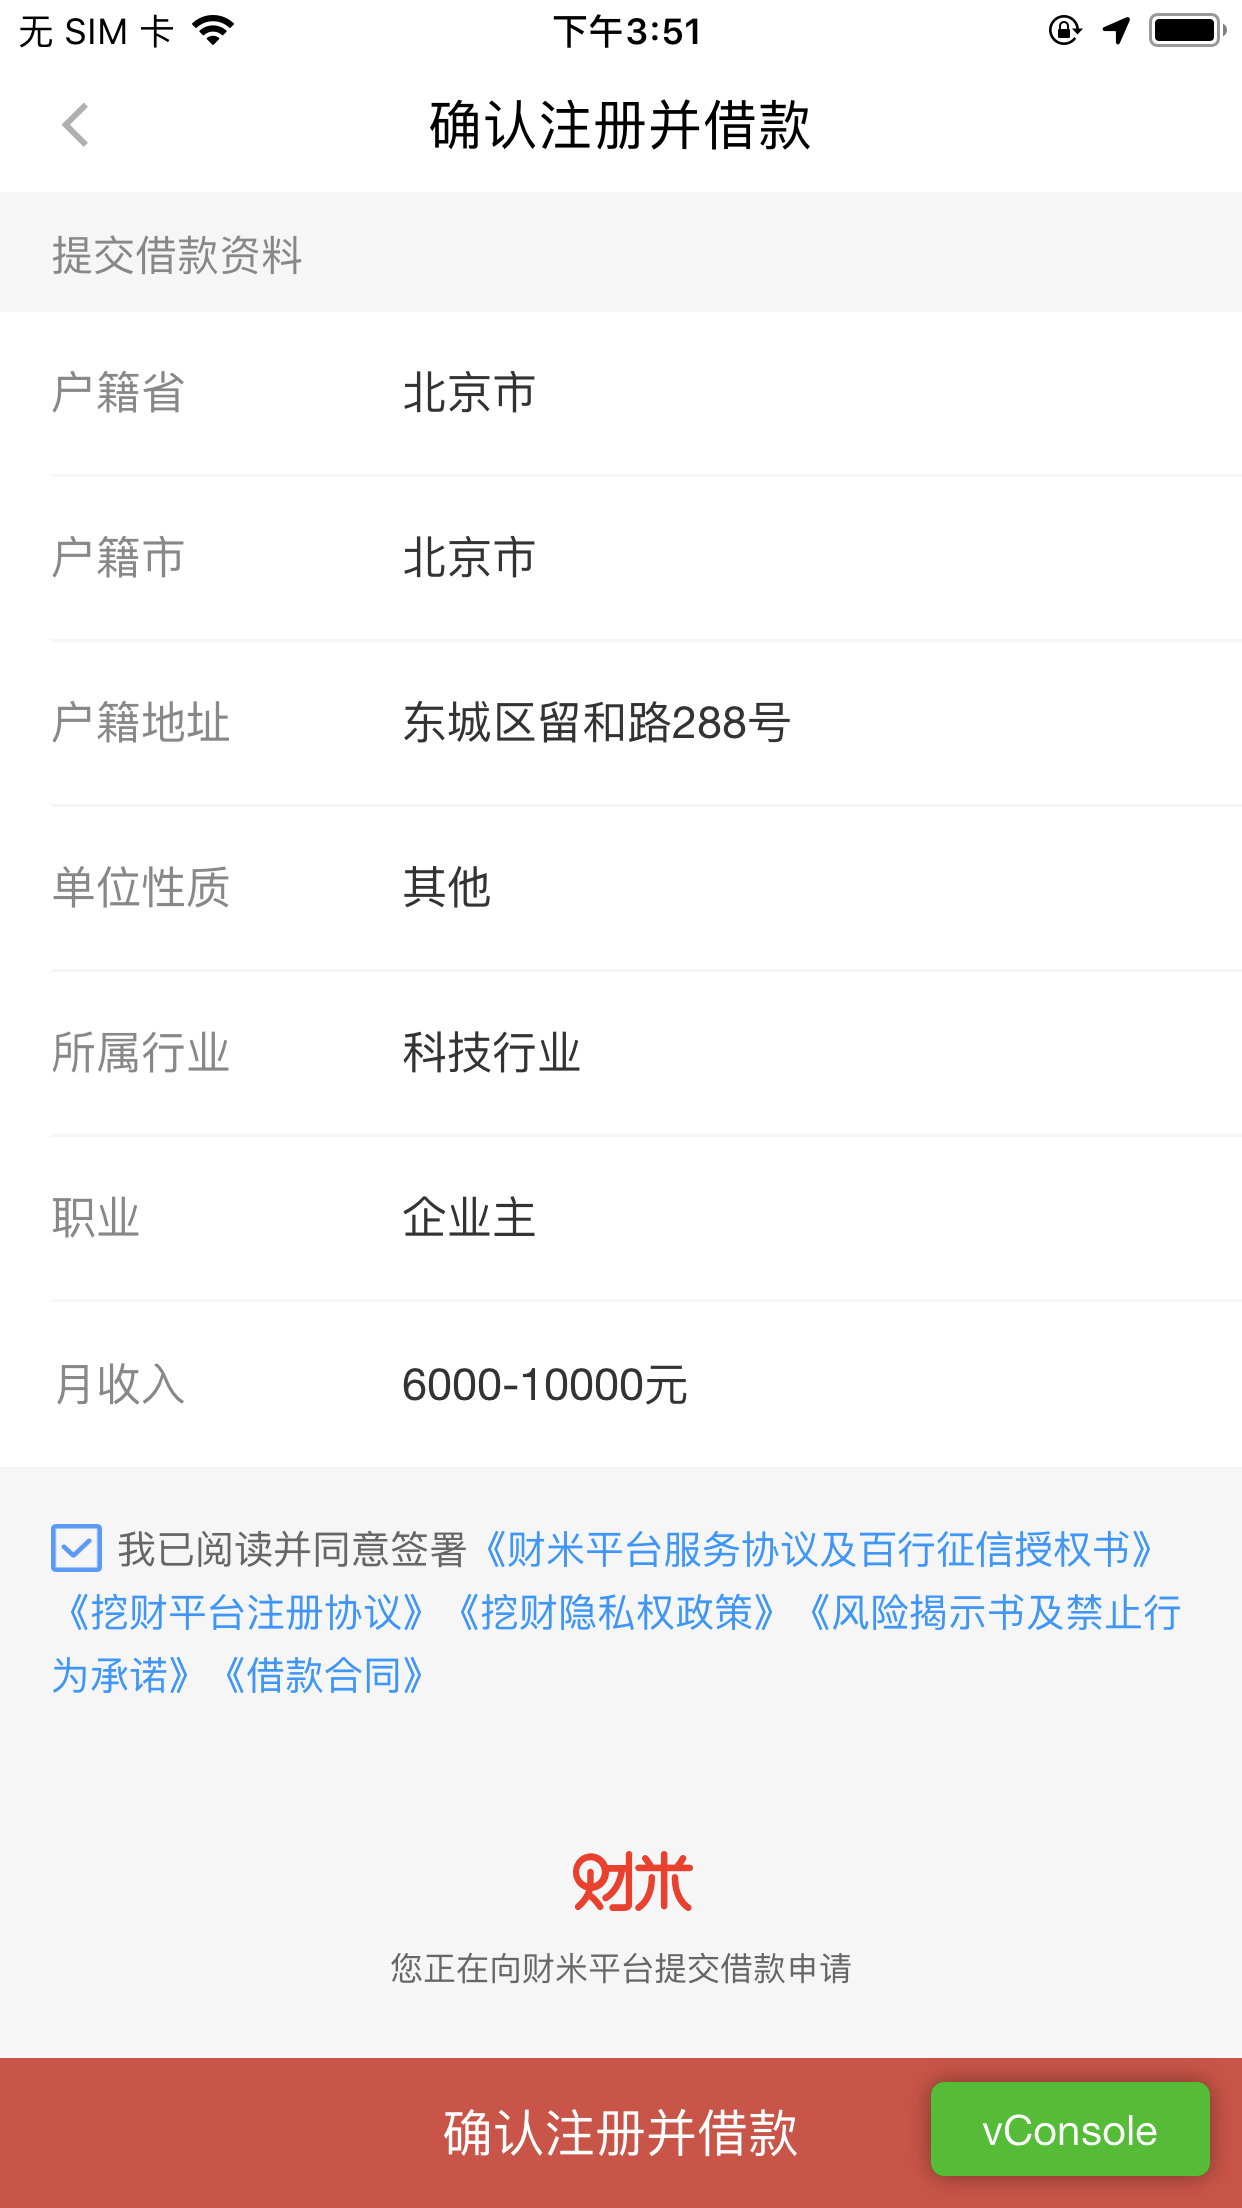 无 SIM 卡 下午3:51
确认注册并借款
提交借款资料
户籍省 北京市
户籍市 北京市
户籍地址 东城区留和路288号
单位性质 其他
所属行业 科技行业
职业 企业主
月收入 6000-10000元
我已阅读并同意签署《财米平台服务协议及百行征信授权书》
《挖财平台注册协议》《挖财隐私权政策》《风险揭示书及禁止行
为承诺》《借款合同》
财米
您正在向财米平台提交借款申请
确认注册并借款 vConsole